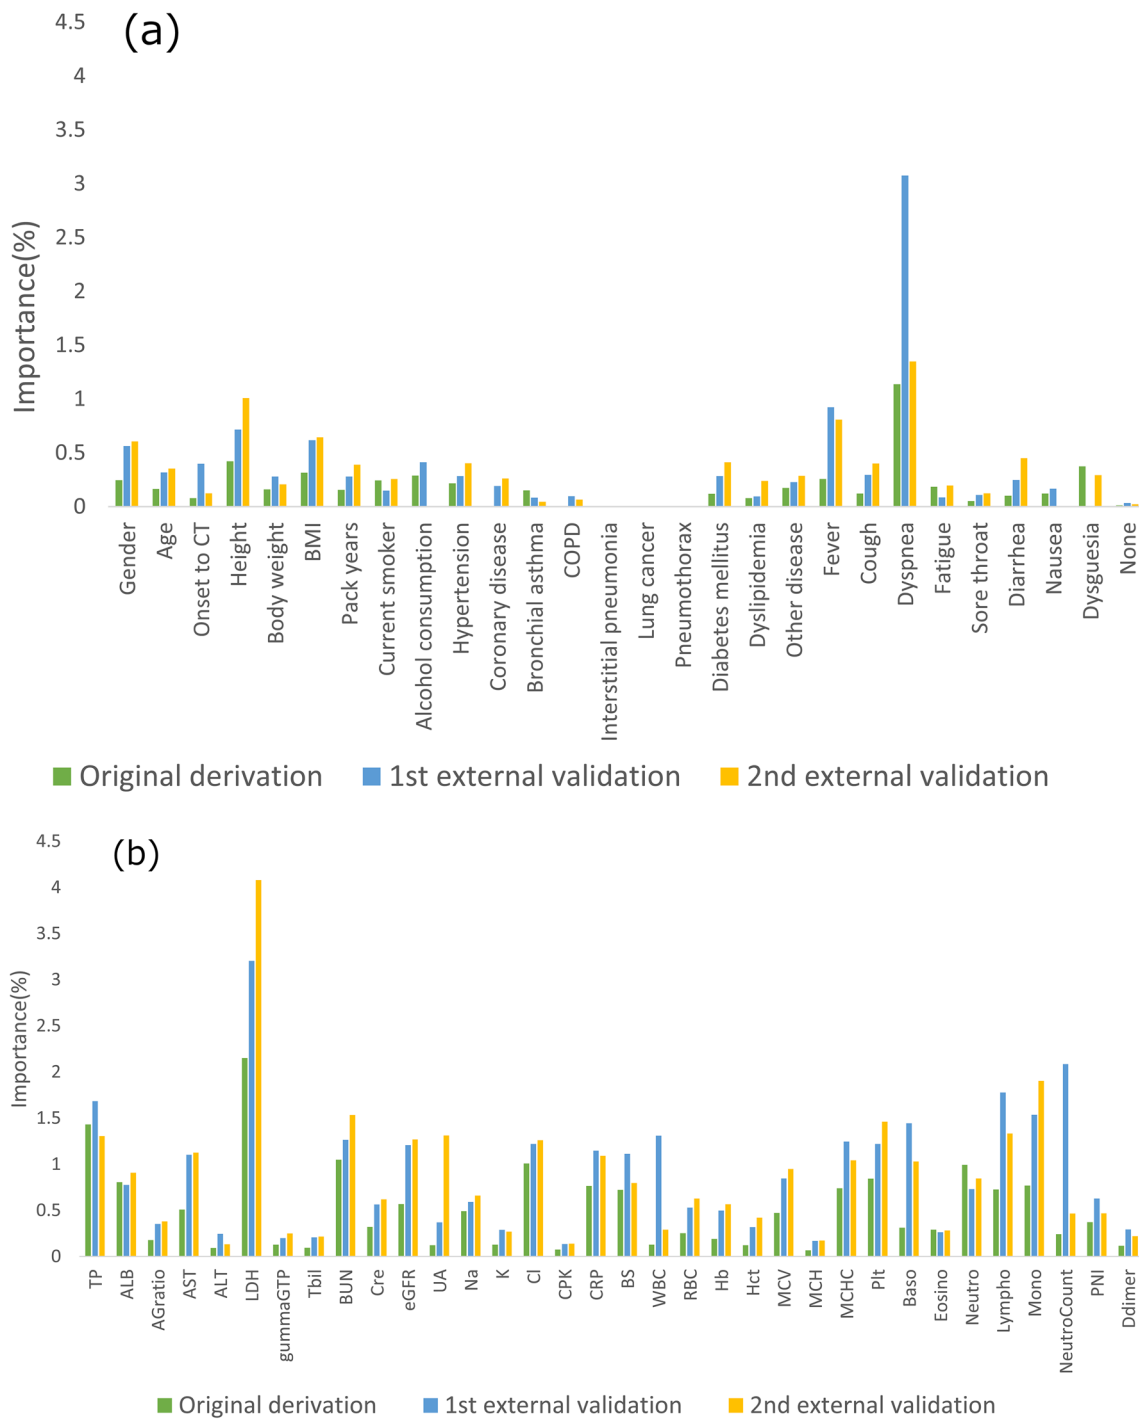 (a)
4.5
4
3.5
3
2.5
2
1.5
1
0.5
0
Importance(%)
Gender
Age
Onset to CT
Height
Body weight
BMI
Pack years
Current smoker
Alcohol consumption
Hypertension
Coronary disease
Bronchial asthma
COPD
Interstitial pneumonia
Lung cancer
Pneumothorax
Diabetes mellitus
Dyslipidemia
Other disease
Fever
Cough
Dyspnea
Fatigue
Sore throat
Diarrhea
Nausea
Dysguesia
None
Original derivation 1st external validation 2nd external validation
(b)
4.5
4
3.5
3
2.5
2
1.5
1
0.5
0
Importance(%)
TP
ALB
AGratio
AST
ALT
LDH
gummaGTP
Tbil
BUN
Cre
eGFR
UA
Na
K
Cl
CPK
CRP
BS
WBC
RBC
Hb
Hct
MCV
MCH
MCHC
Plt
Baso
Eosino
Neutro
Lympho
Mono
NeutroCount
PNI
Ddimer
Original derivation 1st external validation 2nd external validation